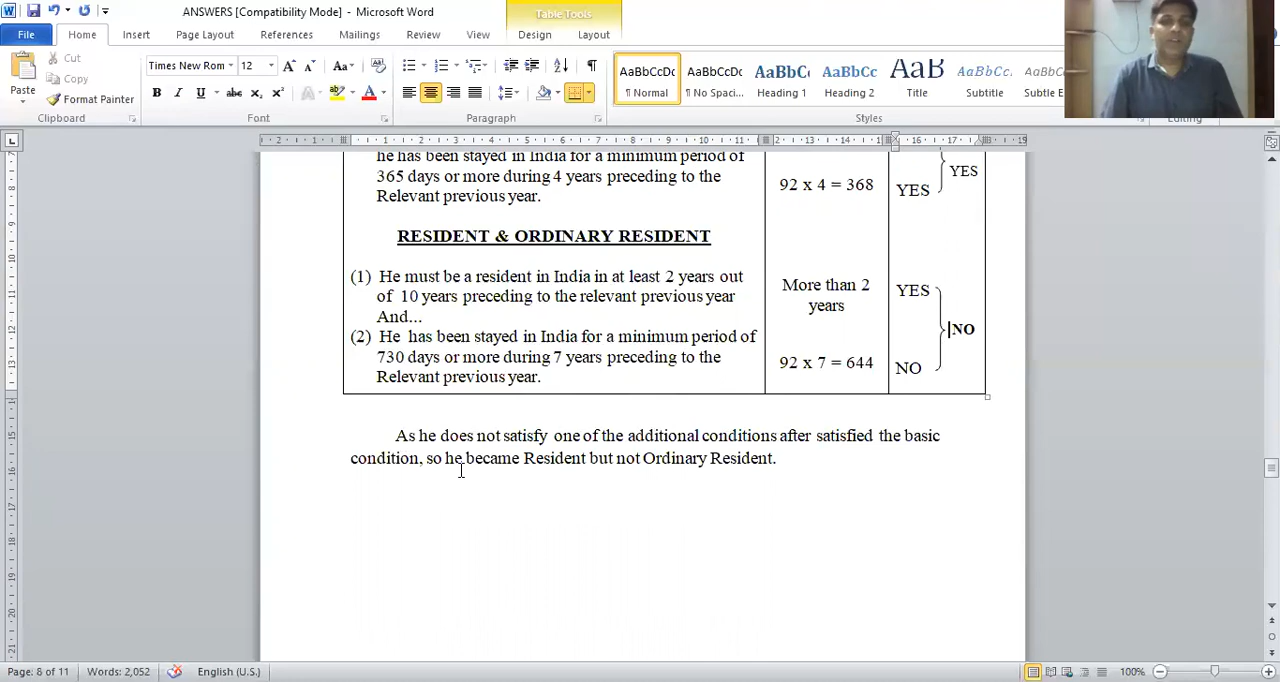 ANSWERS [Compatibility Mode] - Microsoft Word
Table Tools
File Home Insert Page Layout References Mailings Review View Design Layout
Cut
Copy
Paste
Format Painter
Times New Rom 12
AaBbCcDc AaBbCcDc AaBbC AaBbCc AaB AaBbCc. AaBbCc
¶ Normal ¶ No Spaci... Heading 1 Heading 2 Title Subtitle Subtle E
Clipboard Font Paragraph Styles Editing
he has been stayed in India for a minimum period of
365 days or more during 4 years preceding to the
Relevant previous year.
92 x 4 = 368
YES
YES
RESIDENT & ORDINARY RESIDENT
(1) He must be a resident in India in at least 2 years out
of 10 years preceding to the relevant previous year
And...
(2) He has been stayed in India for a minimum period of
730 days or more during 7 years preceding to the
Relevant previous year.
More than 2
years
92 x 7 = 644
YES
NO
NO
As he does not satisfy one of the additional conditions after satisfied the basic
condition, so he became Resident but not Ordinary Resident.
Page: 8 of 11 Words: 2,052 English (U.S.) 100%